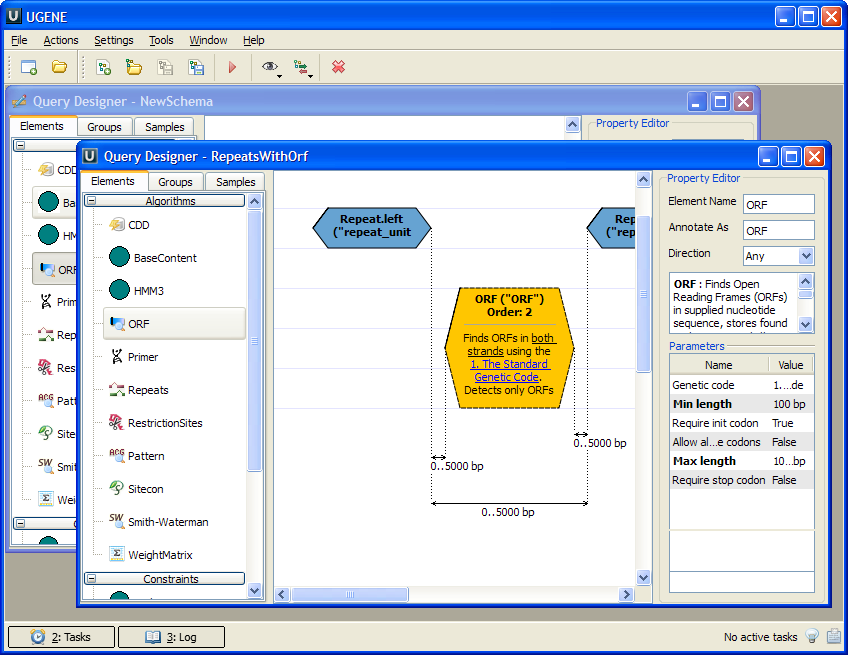 UGENE
File Actions Settings Tools Window Help
Query Designer - NewSchema
Elements Groups Samples
Property Editor
CDD
HM
ORF
Prim
Rep
Res
Patt
Site
Smit
Wei
Query Designer - RepeatsWithOrf
Elements Groups Samples
Algorithms
CDD
BaseContent
HMM3
ORF
Primer
Repeats
RestrictionSites
Pattern
Sitecon
Smith-Waterman
WeightMatrix
Constraints
Repeat.left
("repeat_unit
Rep
("rep
ORF ("ORF")
Order: 2
Finds ORFs in both
strands using the
1. The Standard
Genetic Code.
Detects only ORFs
0..5000 bp
0..5000 bp
0..5000 bp
Property Editor
Element Name ORF
Annotate As ORF
Direction Any
ORF : Finds Open
Reading Frames (ORFs)
in supplied nucleotide
sequence, stores found
Parameters
Name Value
Genetic code 1....de
Min length 100 bp
Require init codon True
Allow al...e codons False
Max length 10...bp
Require stop codon False
2: Tasks 3: Log No active tasks